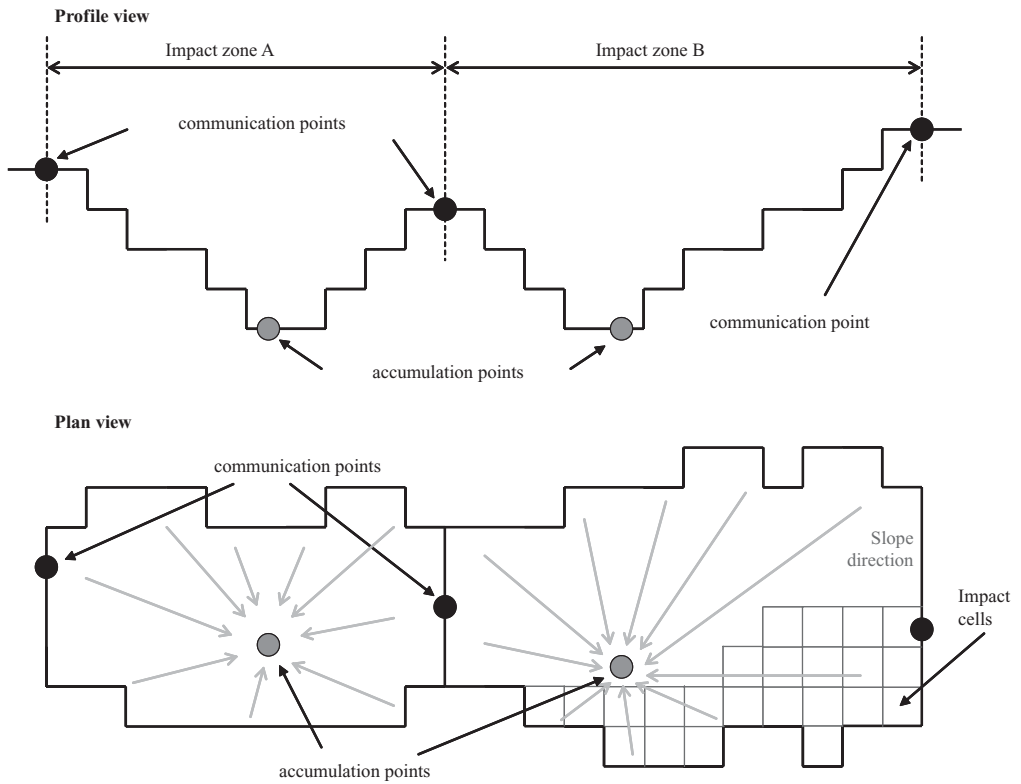 Profile view
Impact zone A
Impact zone B
communication points
communication point
accumulation points
Plan view
communication points
Slope
direction
Impact
cells
accumulation points